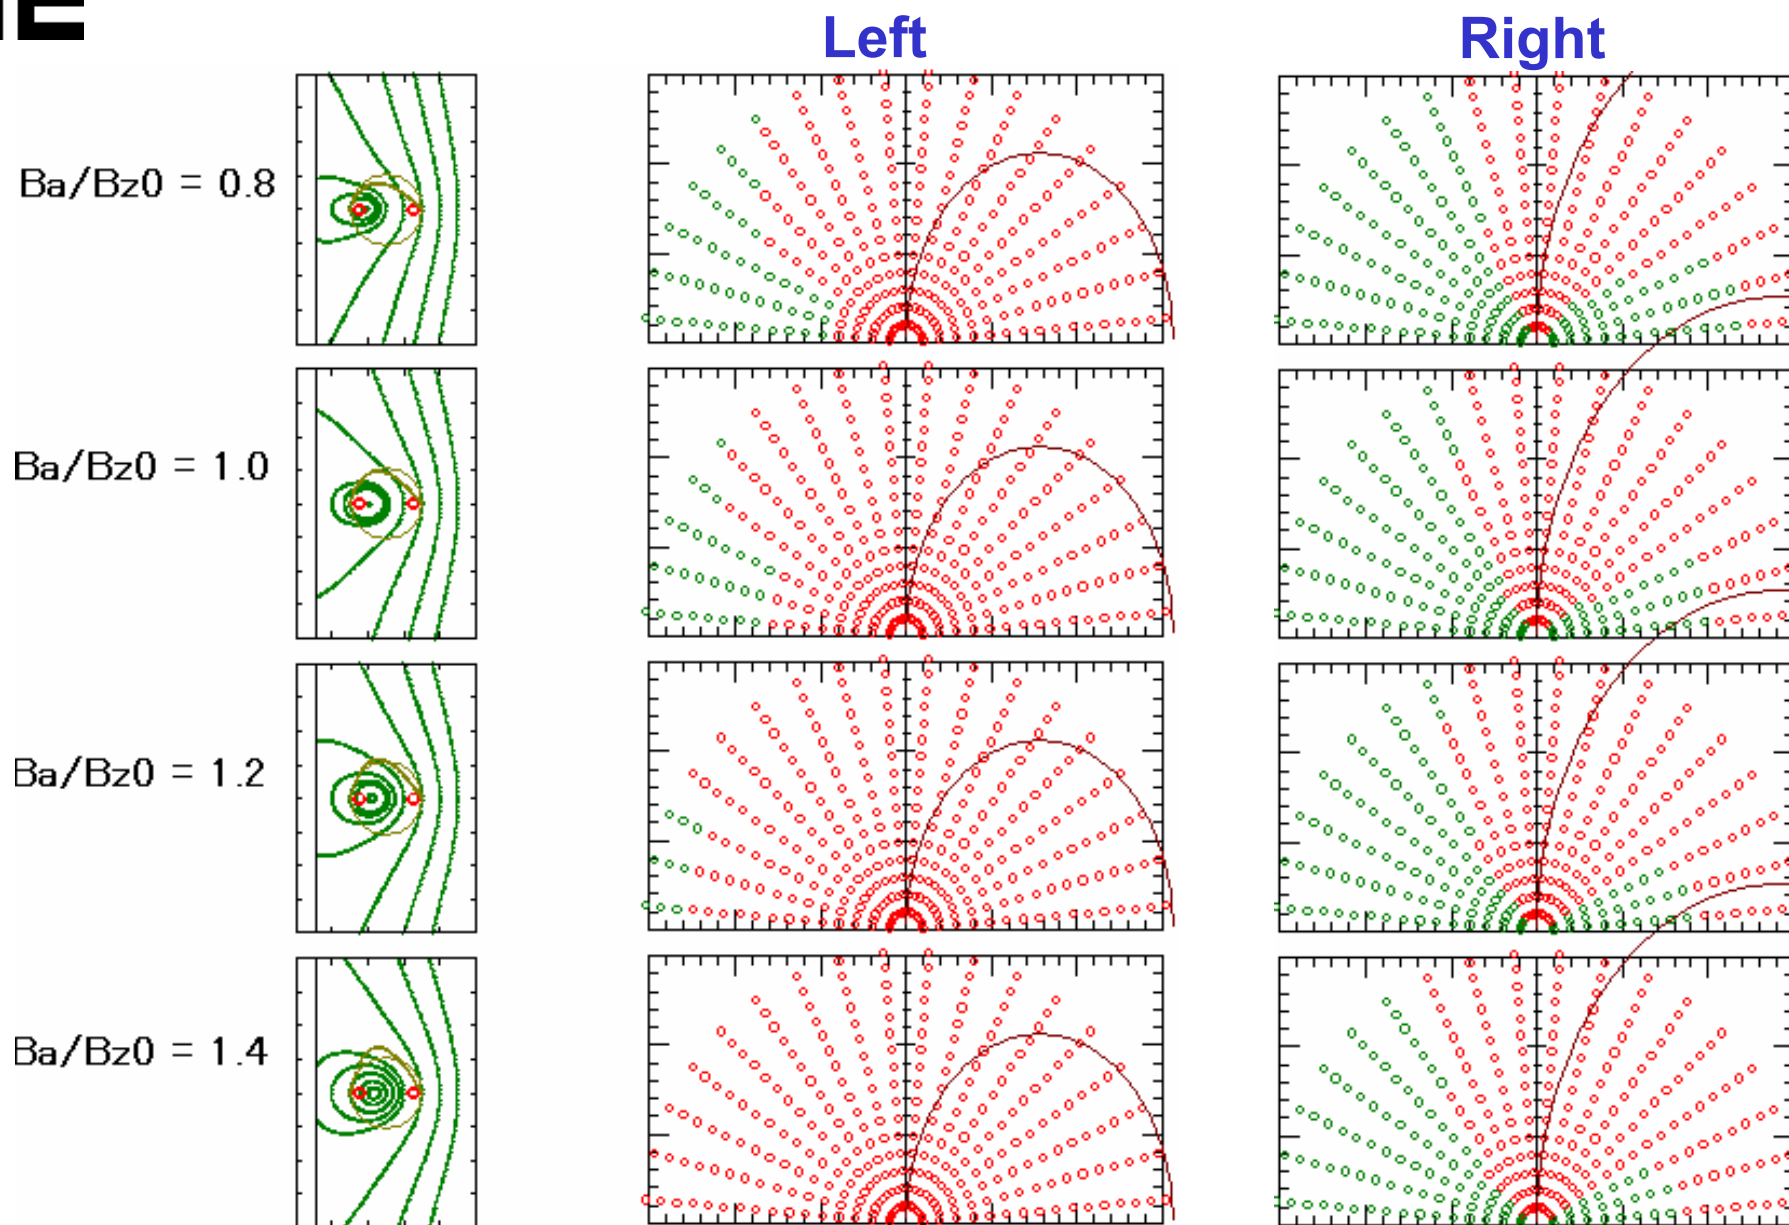 Left Right
Ba/Bz0 = 0.8
Ba/Bz0 = 1.0
Ba/Bz0 = 1.2
Ba/Bz0 = 1.4